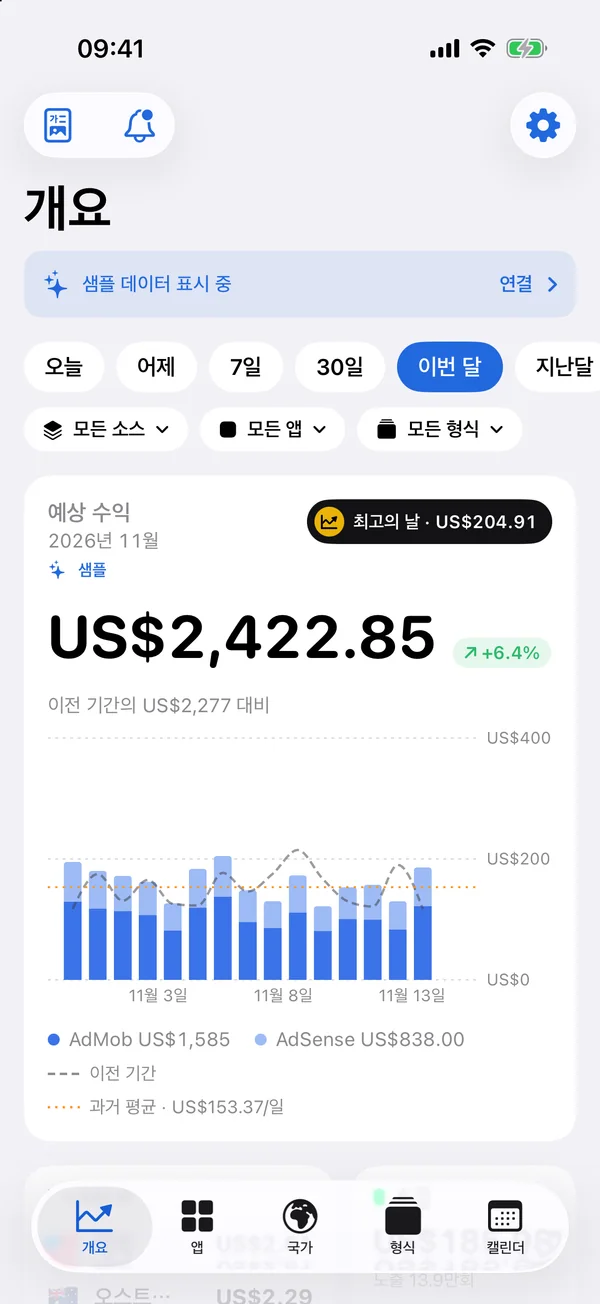 09:41
개요
샘플 데이터 표시 중 연결
오늘 어제 7일 30일 이번 달 지난달
모든 소스 모든 앱 모든 형식
예상 수익
2026년 11월
샘플
최고의 날 · US$204.91
US$2,422.85
+6.4%
이전 기간의 US$2,277 대비
US$400
US$200
US$0
11월 3일 11월 8일 11월 13일
AdMob US$1,585 AdSense US$838.00
이전 기간
과거 평균 · US$153.37/일
개요 앱 국가 형식 캘린더
노출 13.9만회
오스트… US$2.29